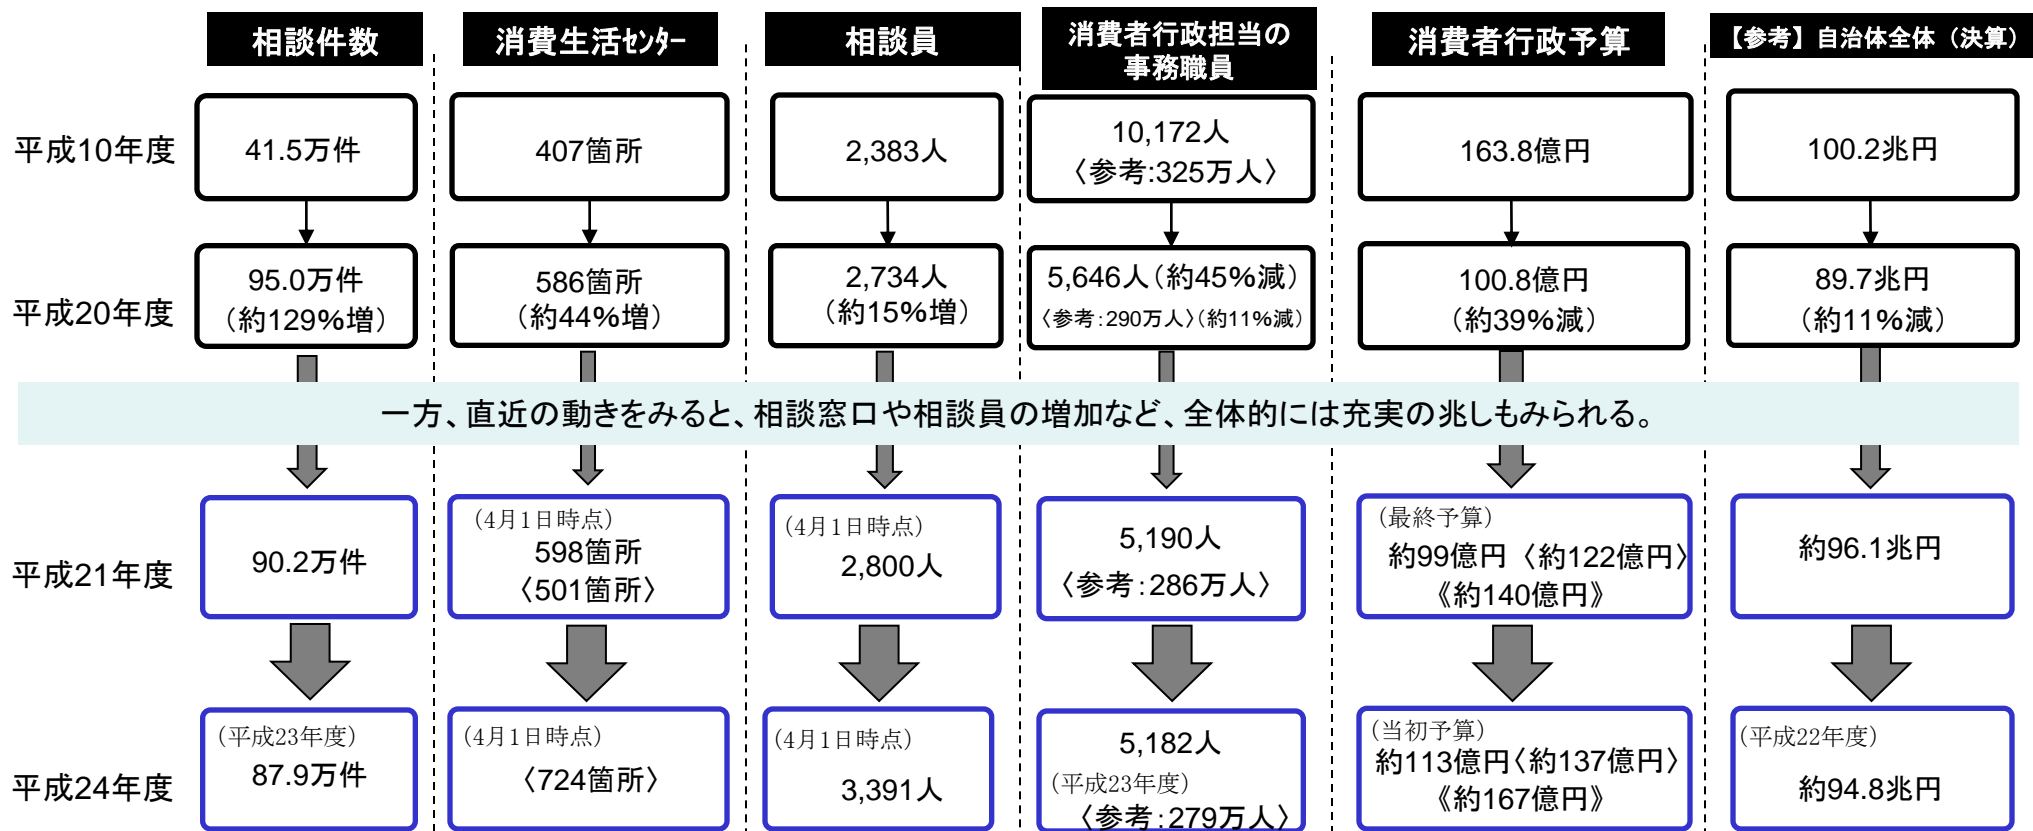 相談件数
消費生活ｾﾝﾀｰ
相談員
消費者行政担当の
事務職員
消費者行政予算
【参考】自治体全体（決算）
平成10年度
41.5万件
407箇所
2,383人
10,172人
〈参考:325万人〉
163.8億円
100.2兆円
平成20年度
95.0万件
（約129%増）
586箇所
（約44%増）
2,734人
（約15%増）
5,646人（約45%減）
〈参考：290万人〉（約11%減）
100.8億円
（約39%減）
89.7兆円
（約11%減）
一方、直近の動きをみると、相談窓口や相談員の増加など、全体的には充実の兆しもみられる。
平成21年度
90.2万件
（4月1日時点）
598箇所
〈501箇所〉
（4月1日時点）
2,800人
5,190人
〈参考：286万人〉
（最終予算）
約99億円〈約122億円〉
《約140億円》
約96.1兆円
平成24年度
（平成23年度）
87.9万件
（4月1日時点）
〈724箇所〉
（4月1日時点）
3,391人
5,182人
（平成23年度）
〈参考：279万人〉
（当初予算）
約113億円〈約137億円〉
《約167億円》
（平成22年度）
約94.8兆円